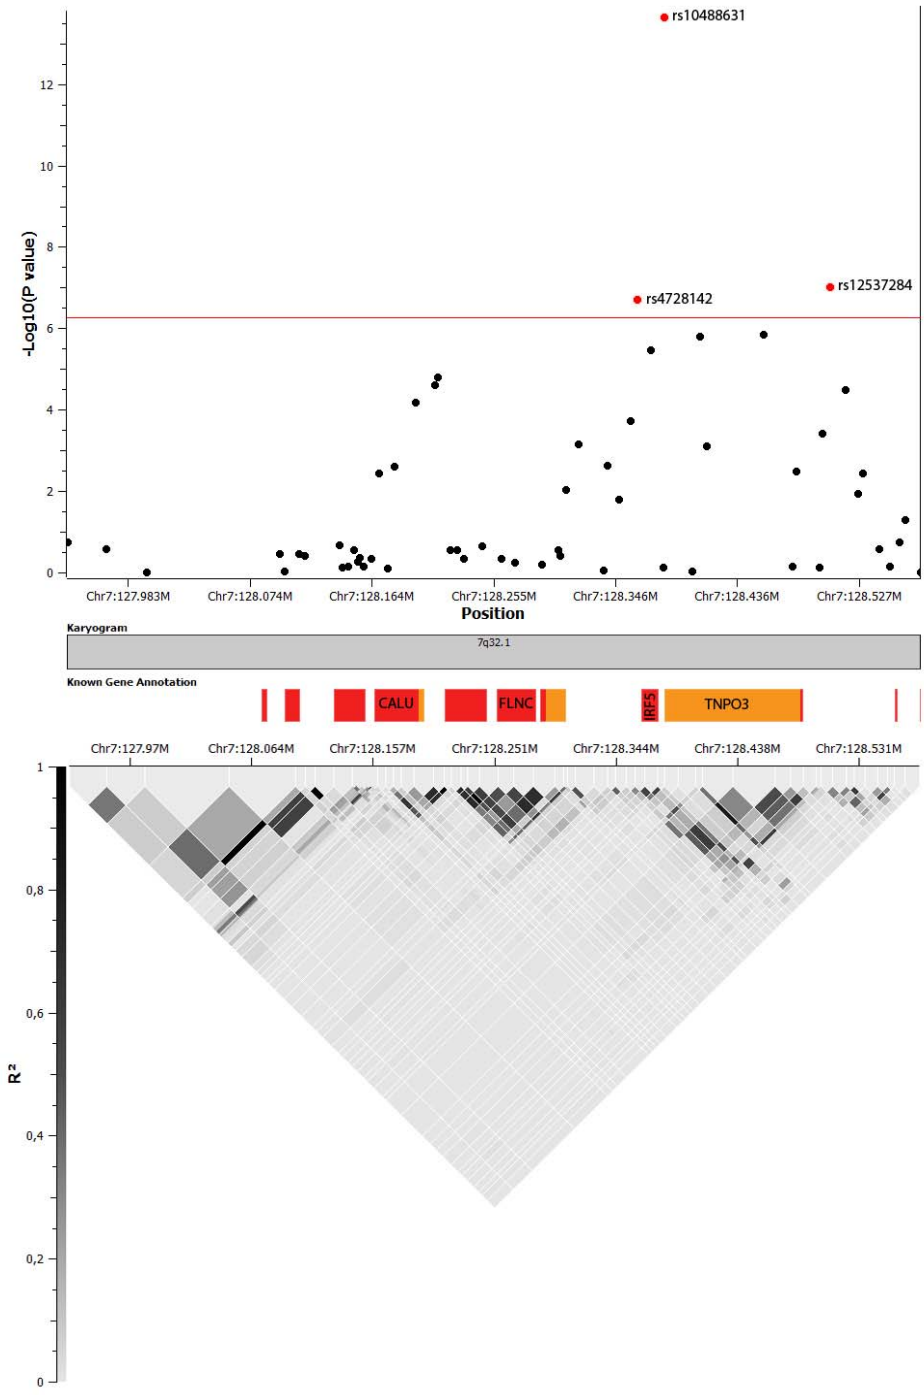 rs10488631
12
10
8
rs12537284
rs4728142
6
4
2
0
-Log10(P value)
Chr7:127.983M Chr7:128.074M Chr7:128.164M Chr7:128.255M Chr7:128.346M Chr7:128.436M Chr7:128.527M
Position
Karyogram
7q32.1
Known Gene Annotation
CALU FLNC IRF5 TNPO3
Chr7:127.97M Chr7:128.064M Chr7:128.157M Chr7:128.251M Chr7:128.344M Chr7:128.438M Chr7:128.531M
1
0,8
0,6
0,4
0,2
0
R²